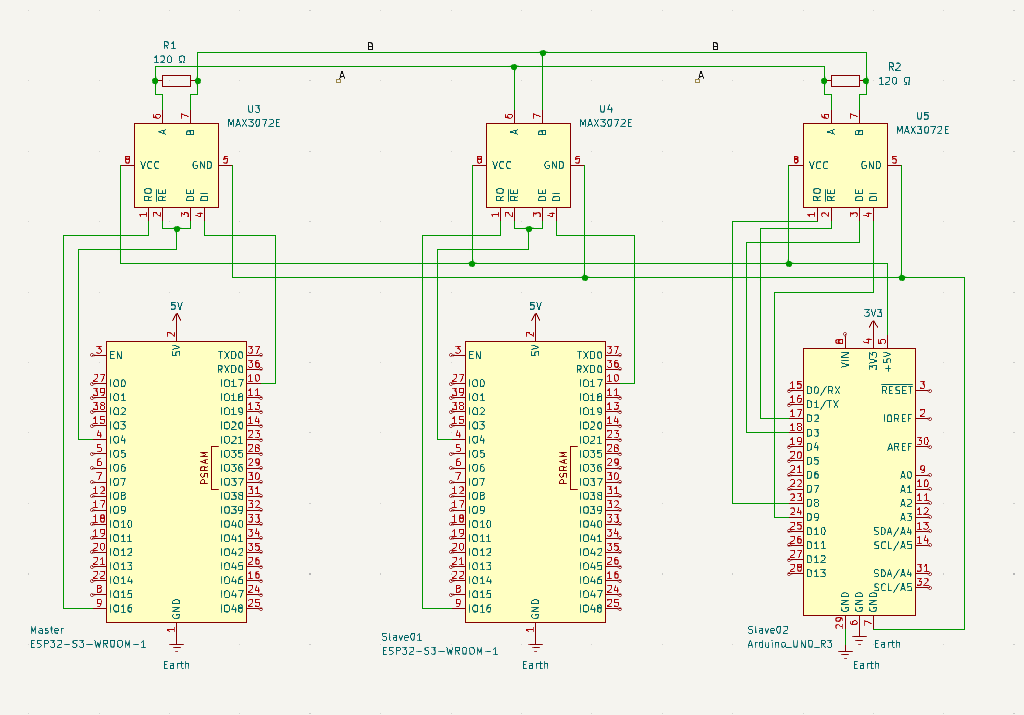 R1
120 Ω
B
B
A
A
R2
120 Ω
6
7
A
B
U3
MAX3072E
8
VCC
GND
5
RO
RE
DE
DI
1
2
3
4
6
7
A
B
U4
MAX3072E
8
VCC
GND
5
RO
RE
DE
DI
1
2
3
4
6
7
A
B
U5
MAX3072E
8
VCC
GND
5
RO
RE
DE
DI
1
2
3
4
5V
2
5V
3 EN TXD0 37
RXD0 36
27 IO0 IO17 10
39 IO1 IO18 11
38 IO2 IO19 13
15 IO3 IO20 14
4 IO4 IO21 23
5 IO5 IO35 28
6 IO6 IO36 29
7 IO7 IO37 30
12 IO8 IO38 31
17 IO9 IO39 32
18 IO10 IO40 33
19 IO11 IO41 34
20 IO12 IO42 35
21 IO13 IO45 26
22 IO14 IO46 16
8 IO15 IO47 24
9 IO16 IO48 25
PSRAM
GND
1
Earth
Master
ESP32-S3-WROOM-1
5V
2
5V
3 EN TXD0 37
RXD0 36
27 IO0 IO17 10
39 IO1 IO18 11
38 IO2 IO19 13
15 IO3 IO20 14
4 IO4 IO21 23
5 IO5 IO35 28
6 IO6 IO36 29
7 IO7 IO37 30
12 IO8 IO38 31
17 IO9 IO39 32
18 IO10 IO40 33
19 IO11 IO41 34
20 IO12 IO42 35
21 IO13 IO45 26
22 IO14 IO46 16
8 IO15 IO47 24
9 IO16 IO48 25
PSRAM
GND
1
Earth
Slave01
ESP32-S3-WROOM-1
3V3
8
4
5
VIN
3V3
+5V
15 D0/RX RESET 3
16 D1/TX
17 D2 IOREF 2
18 D3
19 D4 AREF 30
20 D5
21 D6 A0 9
22 D7 A1 10
23 D8 A2 11
24 D9 A3 12
25 D10 SDA/A4 13
26 D11 SCL/A5 14
27 D12
28 D13 SDA/A4 31
SCL/A5 32
GND
GND
GND
29
6
7
Earth
Earth
Slave02
Arduino_UNO_R3